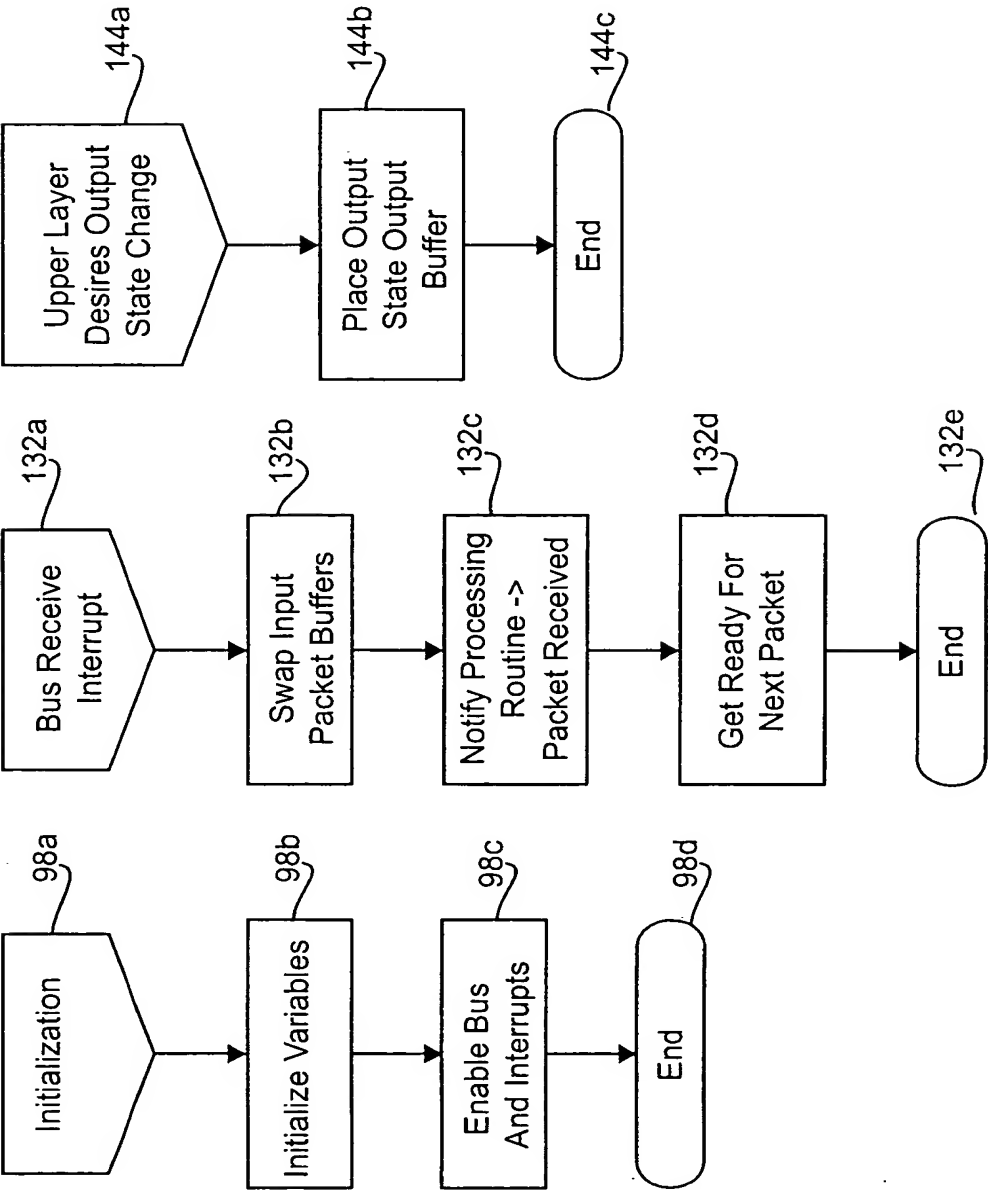 98a
Initialization
98b
Initialize Variables
98c
Enable Bus
And Interrupts
98d
End
132a
Bus Receive
Interrupt
132b
Swap Input
Packet Buffers
132c
Notify Processing
Routine ->
Packet Received
132d
Get Ready For
Next Packet
132e
End
144a
Upper Layer
Desires Output
State Change
144b
Place Output
State Output
Buffer
144c
End